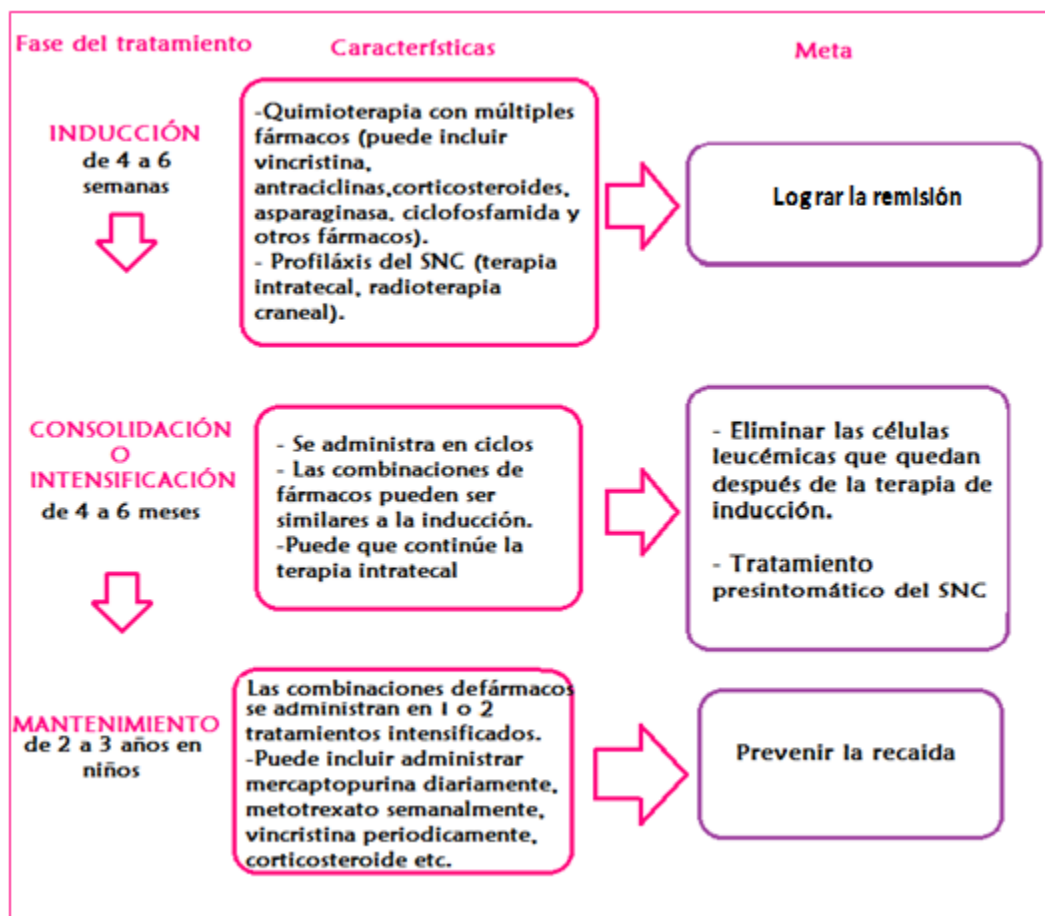 Fase del tratamiento
Características
Meta
INDUCCIÓN
de 4 a 6
semanas
-Quimioterapia con múltiples
fármacos (puede incluir
vincristina,
antraciclinas,corticosteroides,
asparaginasa, ciclofosfamida y
otros fármacos).
- Profiláxis del SNC (terapia
intratecal, radioterapia
craneal).
Lograr la remisión
CONSOLIDACIÓN
O
INTENSIFICACIÓN
de 4 a 6 meses
- Se administra en ciclos
- Las combinaciones de
fármacos pueden ser
similares a la inducción.
-Puede que continúe la
terapia intratecal
- Eliminar las células
leucémicas que quedan
después de la terapia de
inducción.
- Tratamiento
presintomático del SNC
MANTENIMIENTO
de 2 a 3 años en
niños
Las combinaciones defármacos
se administran en 1 o 2
tratamientos intensificados.
-Puede incluir administrar
mercaptopurina diariamente,
metotrexato semanalmente,
vincristina periodicamente,
corticosteroide etc.
Prevenir la recaida